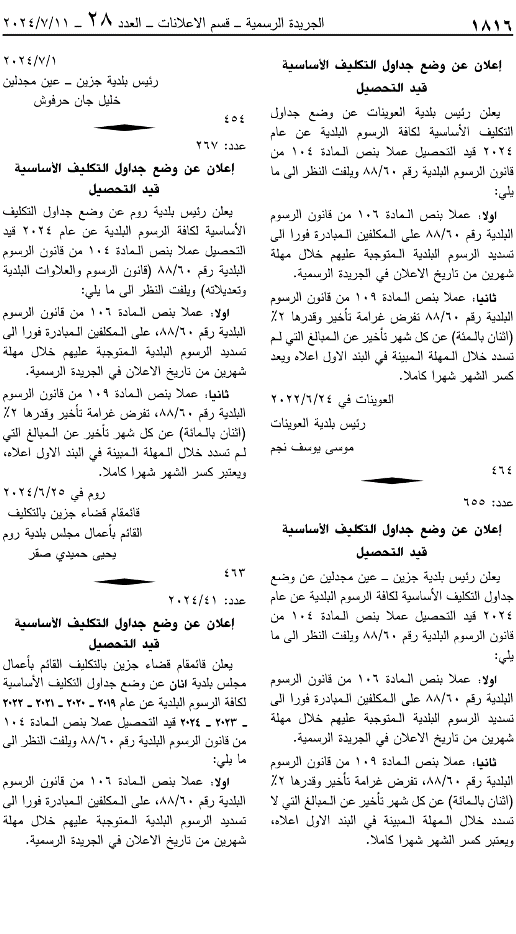 ١٨١٦
الجريدة الرسمية ــ قسم الاعلانات ــ العدد ٢٨ ــ ٢٠٢٤/٧/١١
إعلان عن وضع جداول التكليف الأساسية
قيد التحصيل
يعلن رئيس بلدية العوينات عن وضع جداول
التكليف الأساسية لكافة الرسوم البلدية عن عام
٢٠٢٤ قيد التحصيل عملا بنص المادة ١٠٤ من
قانون الرسوم البلدية رقم ٨٨/٦٠ ويلفت النظر الى ما
يلي:
اولا: عملا بنص المادة ١٠٦ من قانون الرسوم
البلدية رقم ٨٨/٦٠ على المكلفين المبادرة فورا الى
تسديد الرسوم البلدية المتوجبة عليهم خلال مهلة
شهرين من تاريخ الاعلان في الجريدة الرسمية.
ثانيا: عملا بنص المادة ١٠٩ من قانون الرسوم
البلدية رقم ٨٨/٦٠ تفرض غرامة تأخير وقدرها ٢٪
(اثنان بالمئة) عن كل شهر تأخير عن المبالغ التي لم
تسدد خلال المهلة المبينة في البند الاول اعلاه ويعد
كسر الشهر شهرا كاملا.
العوينات في ٢٠٢٢/٦/٢٤
رئيس بلدية العوينات
موسى يوسف نجم
٤٦٤
عدد: ٦٥٥
إعلان عن وضع جداول التكليف الأساسية
قيد التحصيل
يعلن رئيس بلدية جزين ــ عين مجدلين عن وضع
جداول التكليف الأساسية لكافة الرسوم البلدية عن عام
٢٠٢٤ قيد التحصيل عملا بنص المادة ١٠٤ من
قانون الرسوم البلدية رقم ٨٨/٦٠ ويلفت النظر الى ما
يلي:
اولا: عملا بنص المادة ١٠٦ من قانون الرسوم
البلدية رقم ٨٨/٦٠ على المكلفين المبادرة فورا الى
تسديد الرسوم البلدية المتوجبة عليهم خلال مهلة
شهرين من تاريخ الاعلان في الجريدة الرسمية.
ثانيا: عملا بنص المادة ١٠٩ من قانون الرسوم
البلدية رقم ٨٨/٦٠، تفرض غرامة تأخير وقدرها ٢٪
(اثنان بالمائة) عن كل شهر تأخير عن المبالغ التي لا
تسدد خلال المهلة المبينة في البند الاول اعلاه،
ويعتبر كسر الشهر شهرا كاملا.
٢٠٢٤/٧/١
رئيس بلدية جزين ــ عين مجدلين
خليل جان حرفوش
٤٥٤
عدد: ٢٦٧
إعلان عن وضع جداول التكليف الأساسية
قيد التحصيل
يعلن رئيس بلدية روم عن وضع جداول التكليف
الأساسية لكافة الرسوم البلدية عن عام ٢٠٢٤ قيد
التحصيل عملا بنص المادة ١٠٤ من قانون الرسوم
البلدية رقم ٨٨/٦٠ (قانون الرسوم والعلاوات البلدية
وتعديلاته) ويلفت النظر الى ما يلي:
اولا: عملا بنص المادة ١٠٦ من قانون الرسوم
البلدية رقم ٨٨/٦٠، على المكلفين المبادرة فورا الى
تسديد الرسوم البلدية المتوجبة عليهم خلال مهلة
شهرين من تاريخ الاعلان في الجريدة الرسمية.
ثانيا: عملا بنص المادة ١٠٩ من قانون الرسوم
البلدية رقم ٨٨/٦٠، تفرض غرامة تأخير وقدرها ٢٪
(اثنان بالمائة) عن كل شهر تأخير عن المبالغ التي
لم تسدد خلال المهلة المبينة في البند الاول اعلاه،
ويعتبر كسر الشهر شهرا كاملا.
روم في ٢٠٢٤/٦/٢٥
قائمقام قضاء جزين بالتكليف
القائم بأعمال مجلس بلدية روم
يحيى حميدي صقر
٤٦٣
عدد: ٢٠٢٤/٤١
إعلان عن وضع جداول التكليف الأساسية
قيد التحصيل
يعلن قائمقام قضاء جزين بالتكليف القائم بأعمال
مجلس بلدية انان عن وضع جداول التكليف الأساسية
لكافة الرسوم البلدية عن عام ٢٠١٩ ــ ٢٠٢٠ ــ ٢٠٢١ ــ ٢٠٢٢
ــ ٢٠٢٣ ــ ٢٠٢٤ قيد التحصيل عملا بنص المادة ١٠٤
من قانون الرسوم البلدية رقم ٨٨/٦٠ ويلفت النظر الى
ما يلي:
اولا: عملا بنص المادة ١٠٦ من قانون الرسوم
البلدية رقم ٨٨/٦٠، على المكلفين المبادرة فورا الى
تسديد الرسوم البلدية المتوجبة عليهم خلال مهلة
شهرين من تاريخ الاعلان في الجريدة الرسمية.